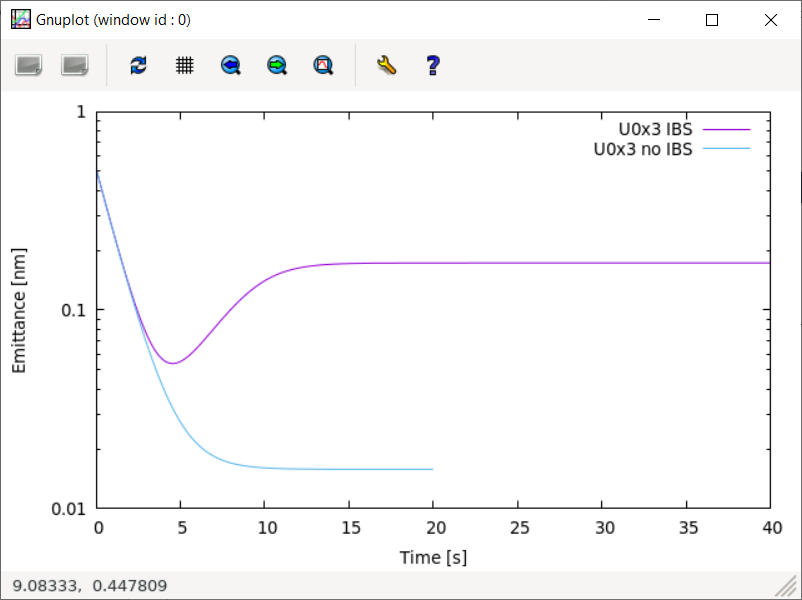 Gnuplot (window id : 0)
?
1
U0x3 IBS
U0x3 no IBS
Emittance [nm]
0.1
0.01
0 5 10 15 20 25 30 35 40
Time [s]
9.08333, 0.447809